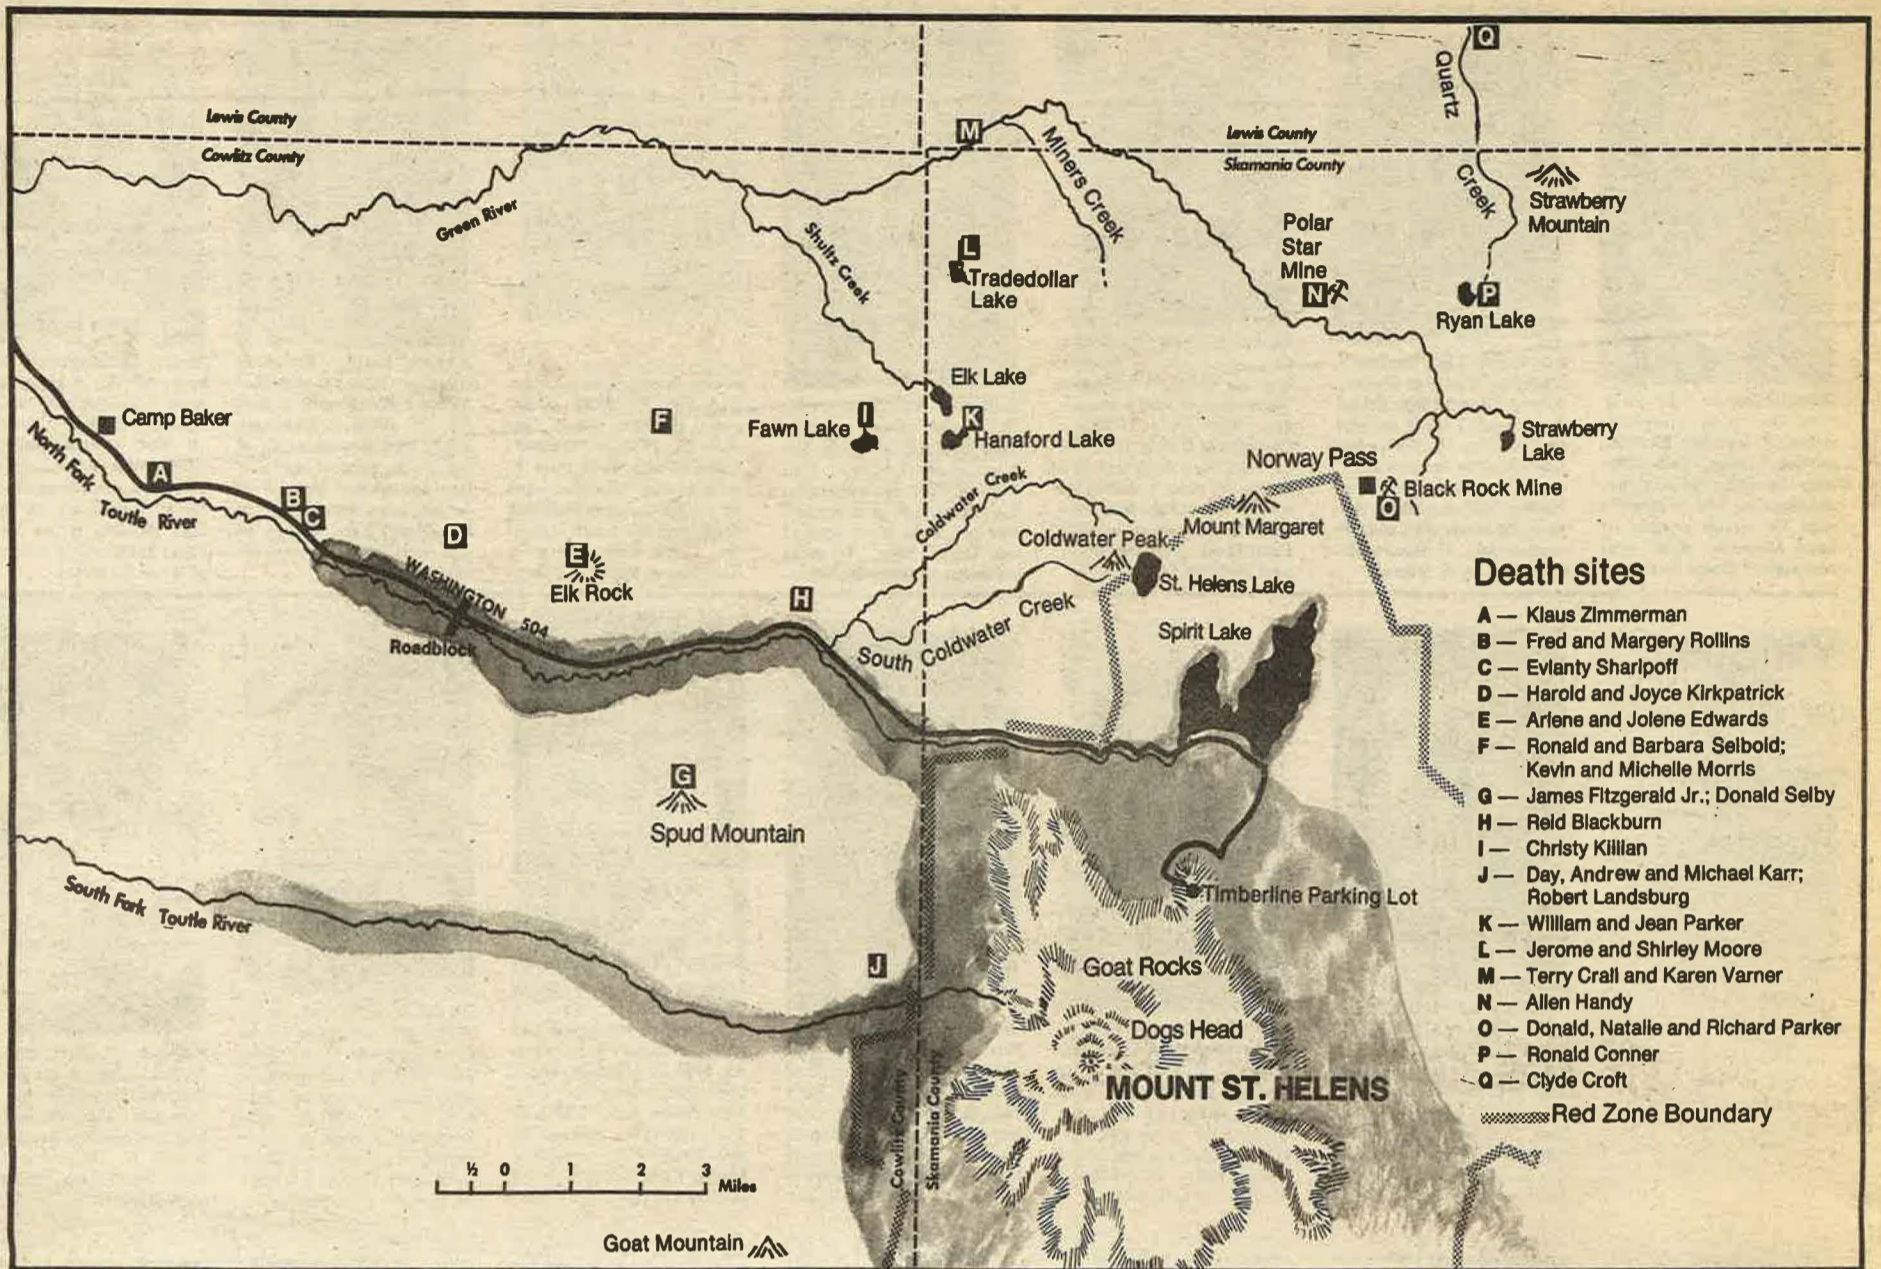 Q
Quartz
Creek
Lewis County
Cowlitz County
M
Lewis County
Skamania County
Miners Creek
Strawberry
Mountain
Green River
Shultz Creek
Polar
Star
Mine
N
L
Tradedollar
Lake
P
Ryan Lake
Elk Lake
Camp Baker
F
I
Fawn Lake
K
Hanaford Lake
Strawberry
Lake
North Fork
Toutle River
A
B
C
D
E
Elk Rock
Norway Pass
Black Rock Mine
O
Coldwater Creek
Mount Margaret
Coldwater Peak
St. Helens Lake
WASHINGTON 504
Roadblock
H
South Coldwater Creek
Spirit Lake
G
Spud Mountain
Timberline Parking Lot
South Fork Toutle River
J
Goat Rocks
Dogs Head
MOUNT ST. HELENS
Cowlitz County
Skamania County
½ 0 1 2 3
Miles
Goat Mountain
Death sites
A — Klaus Zimmerman
B — Fred and Margery Rollins
C — Evlanty Sharipoff
D — Harold and Joyce Kirkpatrick
E — Arlene and Jolene Edwards
F — Ronald and Barbara Seibold;
Kevin and Michelle Morris
G — James Fitzgerald Jr.; Donald Selby
H — Reid Blackburn
I — Christy Killian
J — Day, Andrew and Michael Karr;
Robert Landsburg
K — William and Jean Parker
L — Jerome and Shirley Moore
M — Terry Crall and Karen Varner
N — Allen Handy
O — Donald, Natalie and Richard Parker
P — Ronald Conner
Q — Clyde Croft
Red Zone Boundary